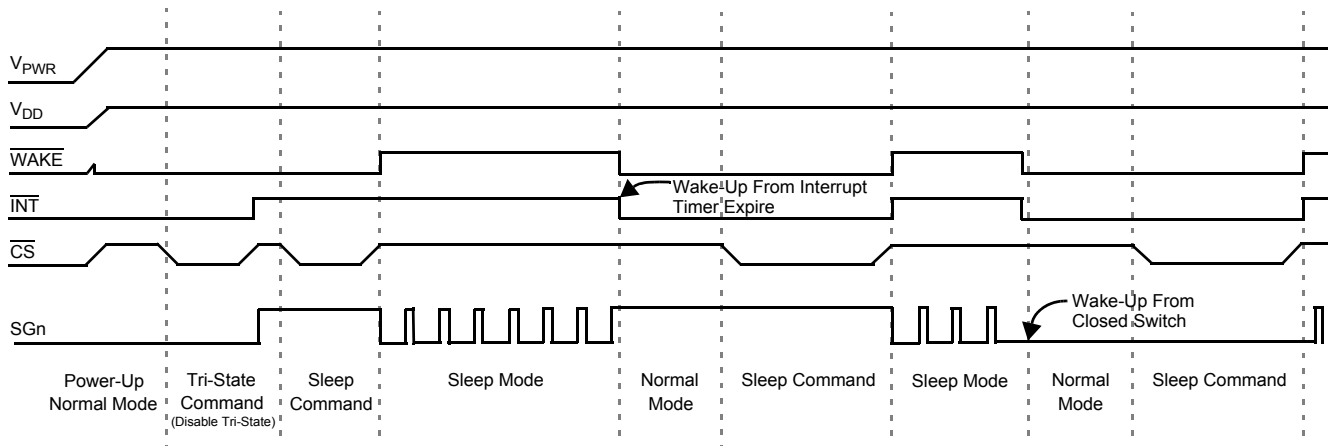 VPWR
VDD
WAKE
INT
Wake-Up From Interrupt
Timer Expire
CS
SGn
Wake-Up From
Closed Switch
Power-Up
Normal Mode
Tri-State
Command
(Disable Tri-State)
Sleep
Command
Sleep Mode
Normal
Mode
Sleep Command
Sleep Mode
Normal
Mode
Sleep Command